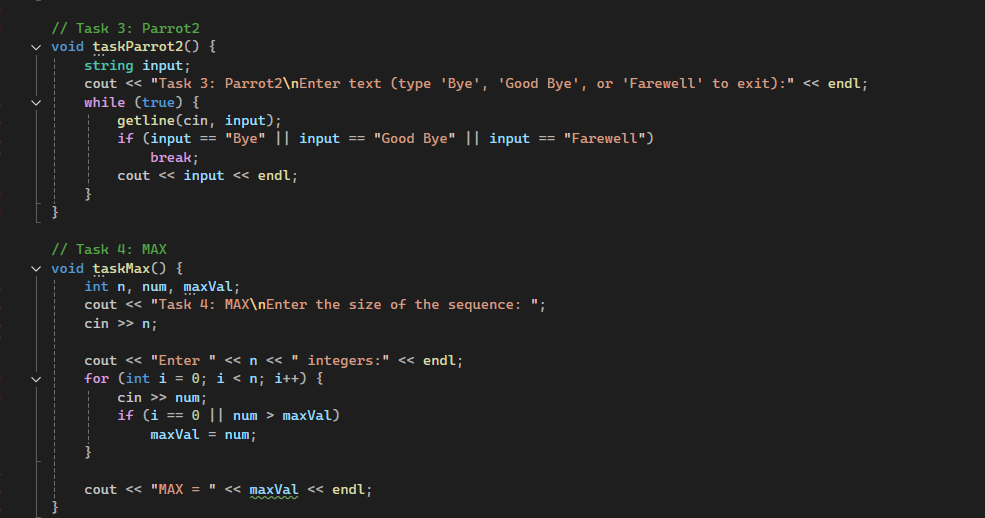 // Task 3: Parrot2
void taskParrot2() {
string input;
cout << "Task 3: Parrot2\nEnter text (type 'Bye', 'Good Bye', or 'Farewell' to exit):" << endl;
while (true) {
getline(cin, input);
if (input == "Bye" || input == "Good Bye" || input == "Farewell")
break;
cout << input << endl;
}
}
// Task 4: MAX
void taskMax() {
int n, num, maxVal;
cout << "Task 4: MAX\nEnter the size of the sequence: ";
cin >> n;
cout << "Enter " << n << " integers:" << endl;
for (int i = 0; i < n; i++) {
cin >> num;
if (i == 0 || num > maxVal)
maxVal = num;
}
cout << "MAX = " << maxVal << endl;
}